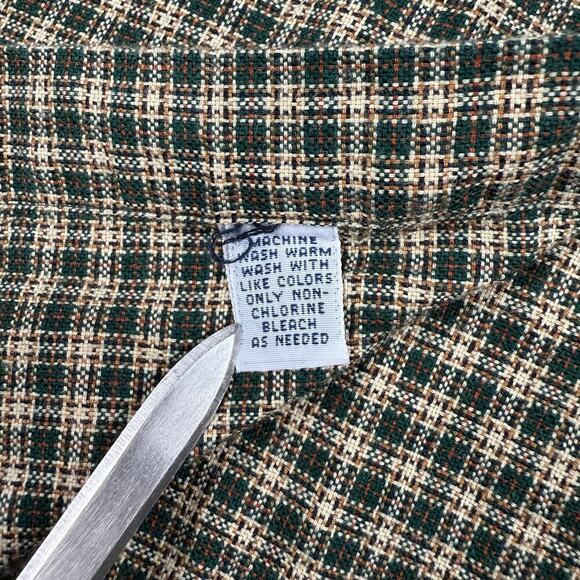 MACHINE
WASH WARM
WASH WITH
LIKE COLORS
ONLY NON-
CHLORINE
BLEACH
AS NEEDED